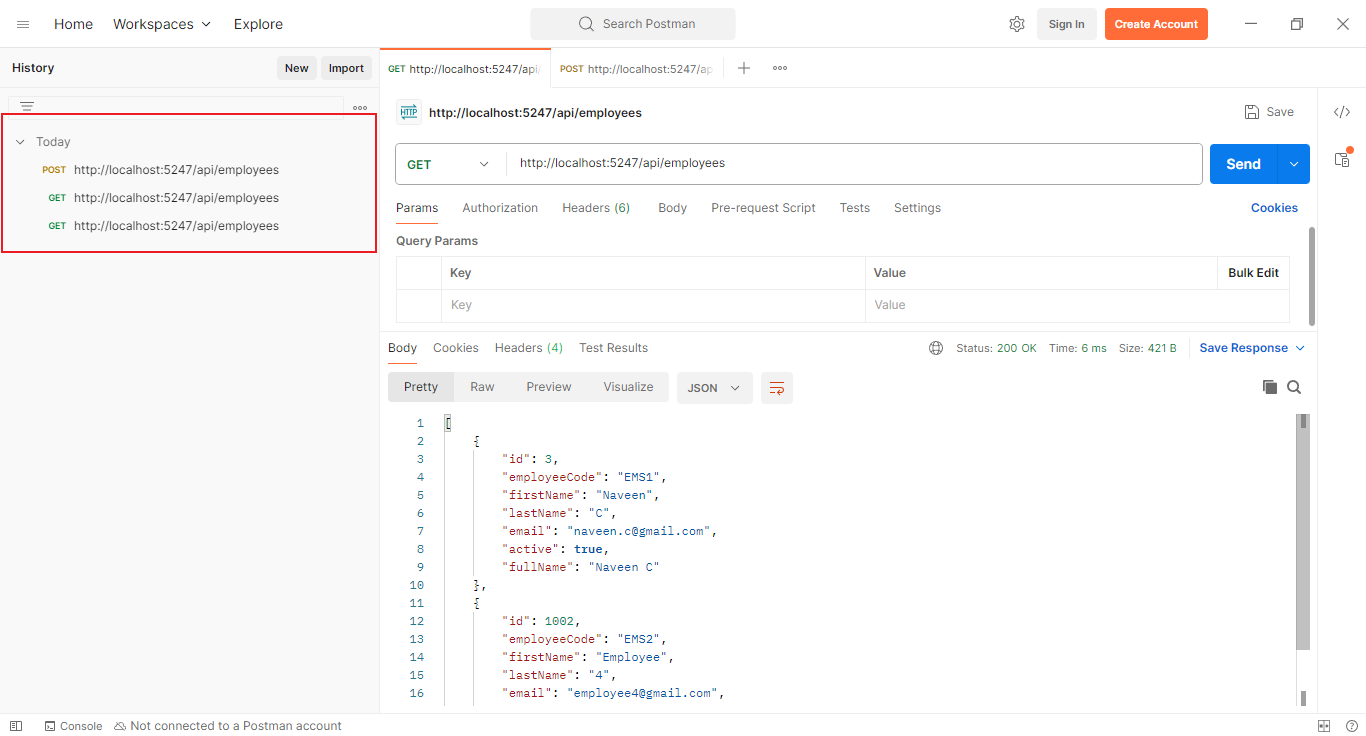 Home Workspaces Explore Search Postman Sign In Create Account
History New Import
GET http://localhost:5247/api/ POST http://localhost:5247/ap
HTTP http://localhost:5247/api/employees Save
Today
POST http://localhost:5247/api/employees
GET http://localhost:5247/api/employees
GET http://localhost:5247/api/employees
GET http://localhost:5247/api/employees Send
Params Authorization Headers (6) Body Pre-request Script Tests Settings Cookies
Query Params
Key Value Bulk Edit
Key Value
Body Cookies Headers (4) Test Results Status: 200 OK Time: 6 ms Size: 421 B Save Response
Pretty Raw Preview Visualize JSON
1 [
2 {
3 "id": 3,
4 "employeeCode": "EMS1",
5 "firstName": "Naveen",
6 "lastName": "C",
7 "email": "naveen.c@gmail.com",
8 "active": true,
9 "fullName": "Naveen C"
10 },
11 {
12 "id": 1002,
13 "employeeCode": "EMS2",
14 "firstName": "Employee",
15 "lastName": "4",
16 "email": "employee4@gmail.com",
Console Not connected to a Postman account